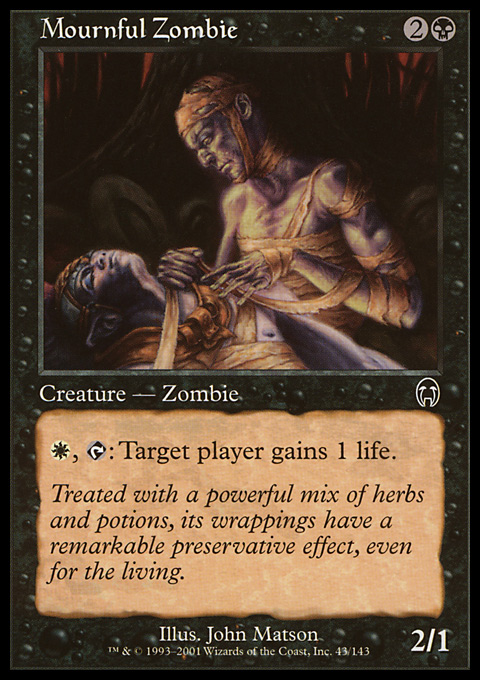 Mournful Zombie 2
Creature — Zombie
, : Target player gains 1 life.
Treated with a powerful mix of herbs
and potions, its wrappings have a
remarkable preservative effect, even
for the living.
Illus. John Matson
™ & © 1993–2001 Wizards of the Coast, Inc. 43/143
2/1